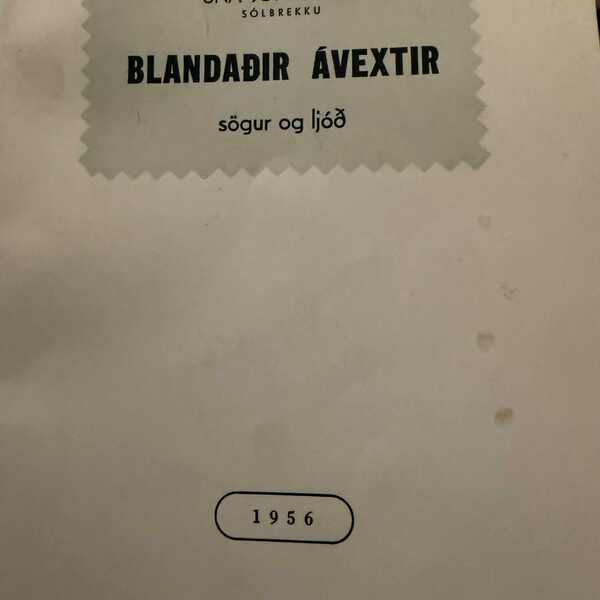 SÓLBREKKU
BLANDAÐIR ÁVEXTIR
sögur og ljóð
1956